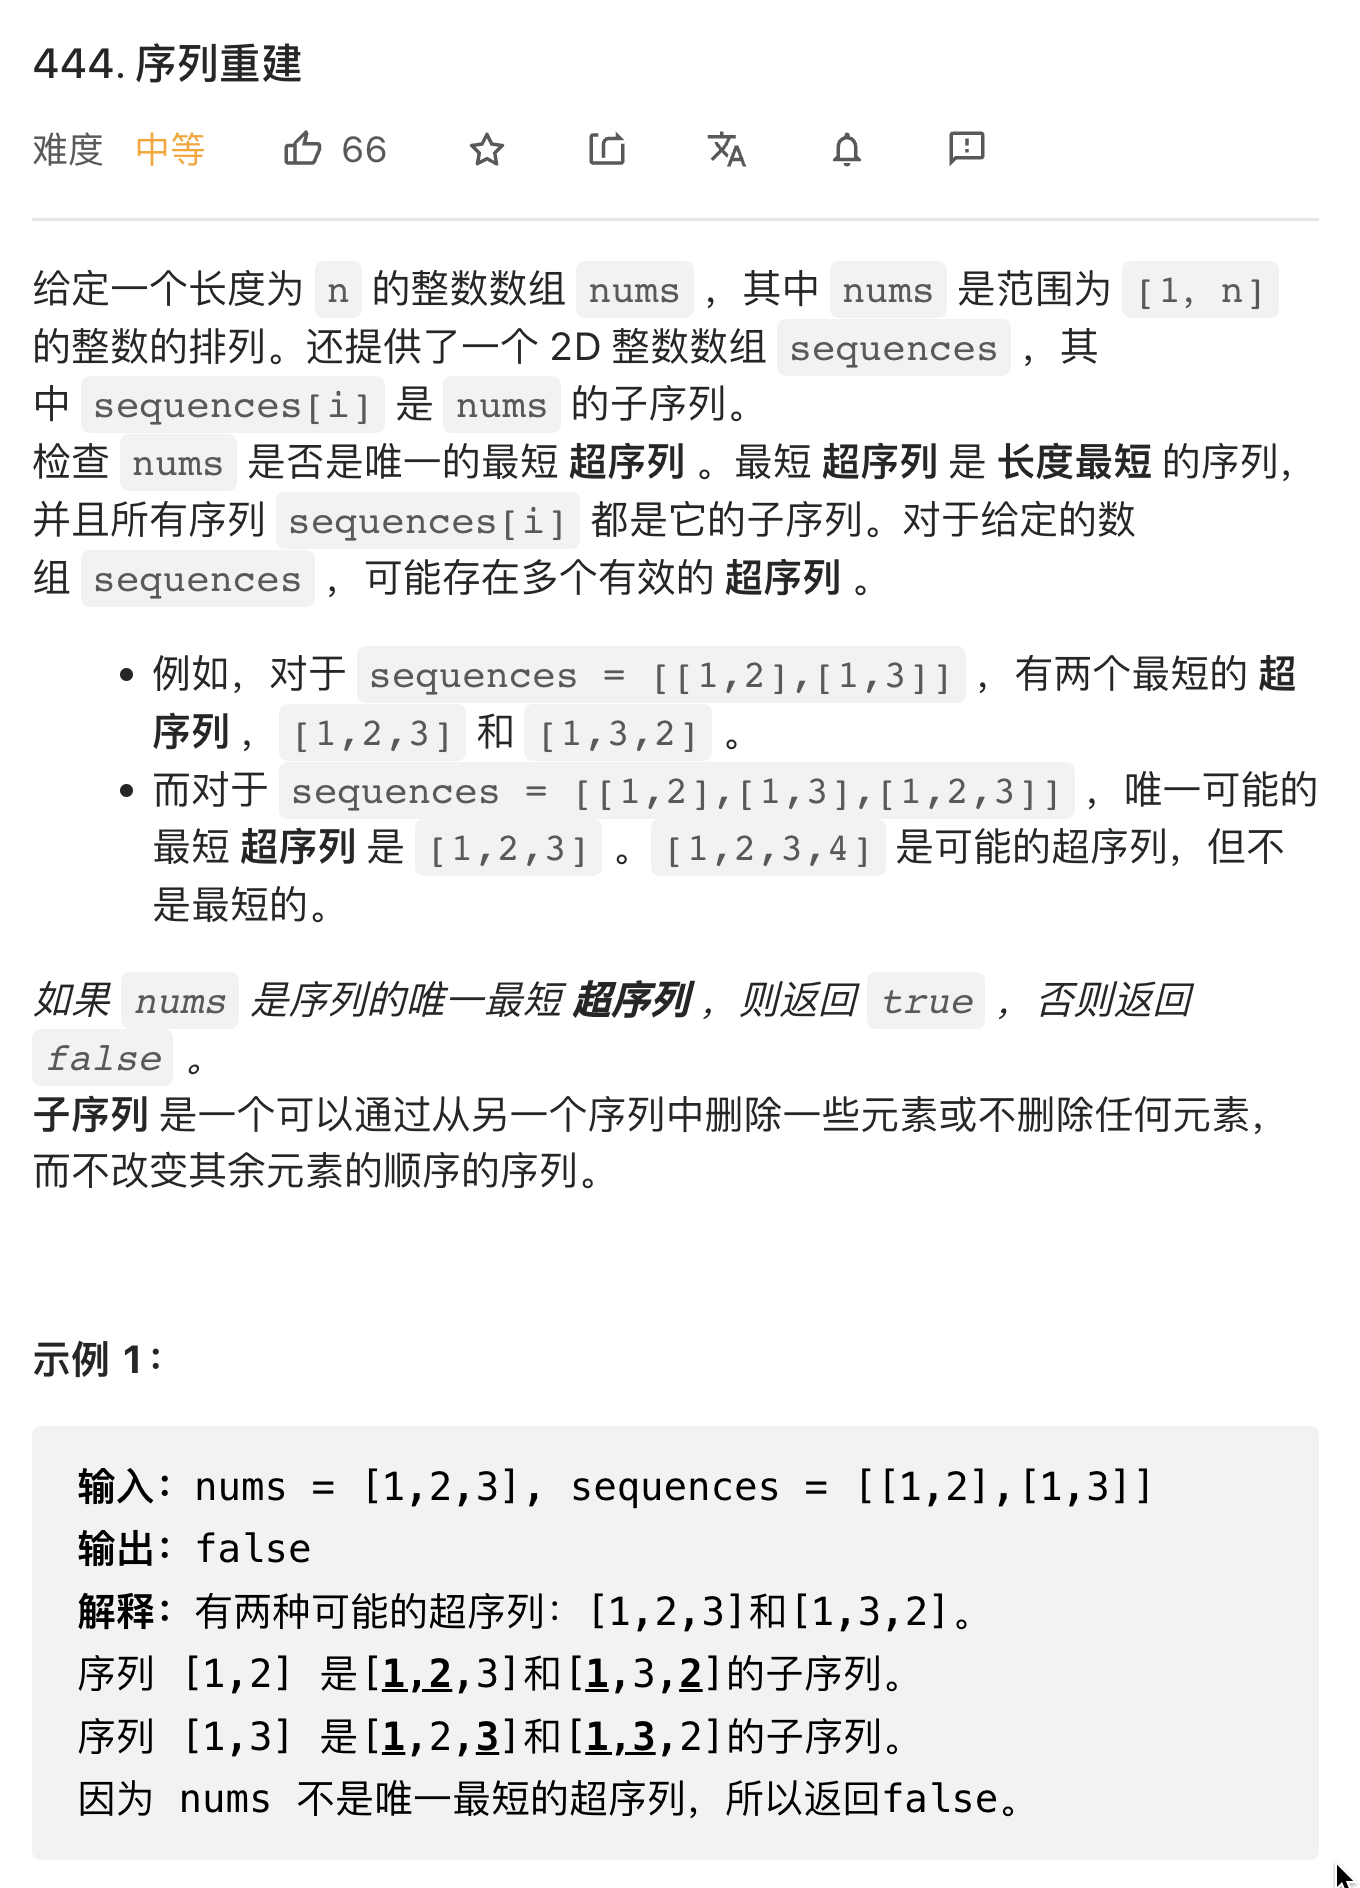 444. 序列重建
难度 中等 66
给定一个长度为 n 的整数数组 nums ，其中 nums 是范围为 [1, n]
的整数的排列。还提供了一个 2D 整数数组 sequences ，其
中 sequences[i] 是 nums 的子序列。
检查 nums 是否是唯一的最短 超序列 。最短 超序列 是 长度最短 的序列，
并且所有序列 sequences[i] 都是它的子序列。对于给定的数
组 sequences ，可能存在多个有效的 超序列 。
• 例如，对于 sequences = [[1,2],[1,3]] ，有两个最短的 超
序列 ， [1,2,3] 和 [1,3,2] 。
• 而对于 sequences = [[1,2],[1,3],[1,2,3]] ，唯一可能的
最短 超序列 是 [1,2,3] 。 [1,2,3,4] 是可能的超序列，但不
是最短的。
如果 nums 是序列的唯一最短 超序列 ，则返回 true ，否则返回
false 。
子序列 是一个可以通过从另一个序列中删除一些元素或不删除任何元素，
而不改变其余元素的顺序的序列。
示例 1：
输入：nums = [1,2,3], sequences = [[1,2],[1,3]]
输出：false
解释：有两种可能的超序列：[1,2,3]和[1,3,2]。
序列 [1,2] 是[1,2,3]和[1,3,2]的子序列。
序列 [1,3] 是[1,2,3]和[1,3,2]的子序列。
因为 nums 不是唯一最短的超序列，所以返回false。